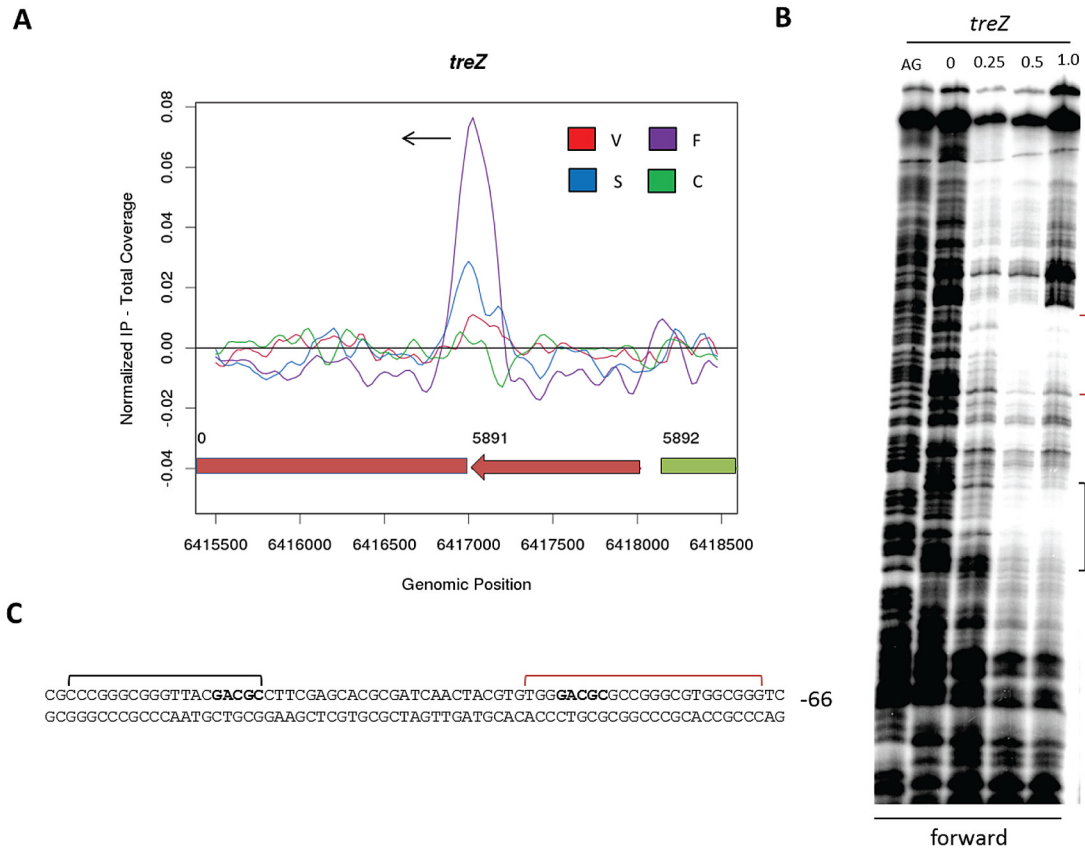 A
treZ
Normalized IP - Total Coverage
0.08
0.06
0.04
0.02
0.00
-0.02
-0.04
V
F
S
C
0
5891
5892
6415500
6416000
6416500
6417000
6417500
6418000
6418500
Genomic Position
B
treZ
AG 0 0.25 0.5 1.0
forward
C
CGCCCGGGCGGGTTACGACGCCTTCGAGCACGCGATCAACTACGTGTGGGACGCGCCGGGCGTGGCGGGTC
GCGGGCCCGCCCAATGCTGCGGAAGCTCGTGCGCTAGTTGATGCACACCCTGCGCGGCCCGCACCGCCCAG
-66